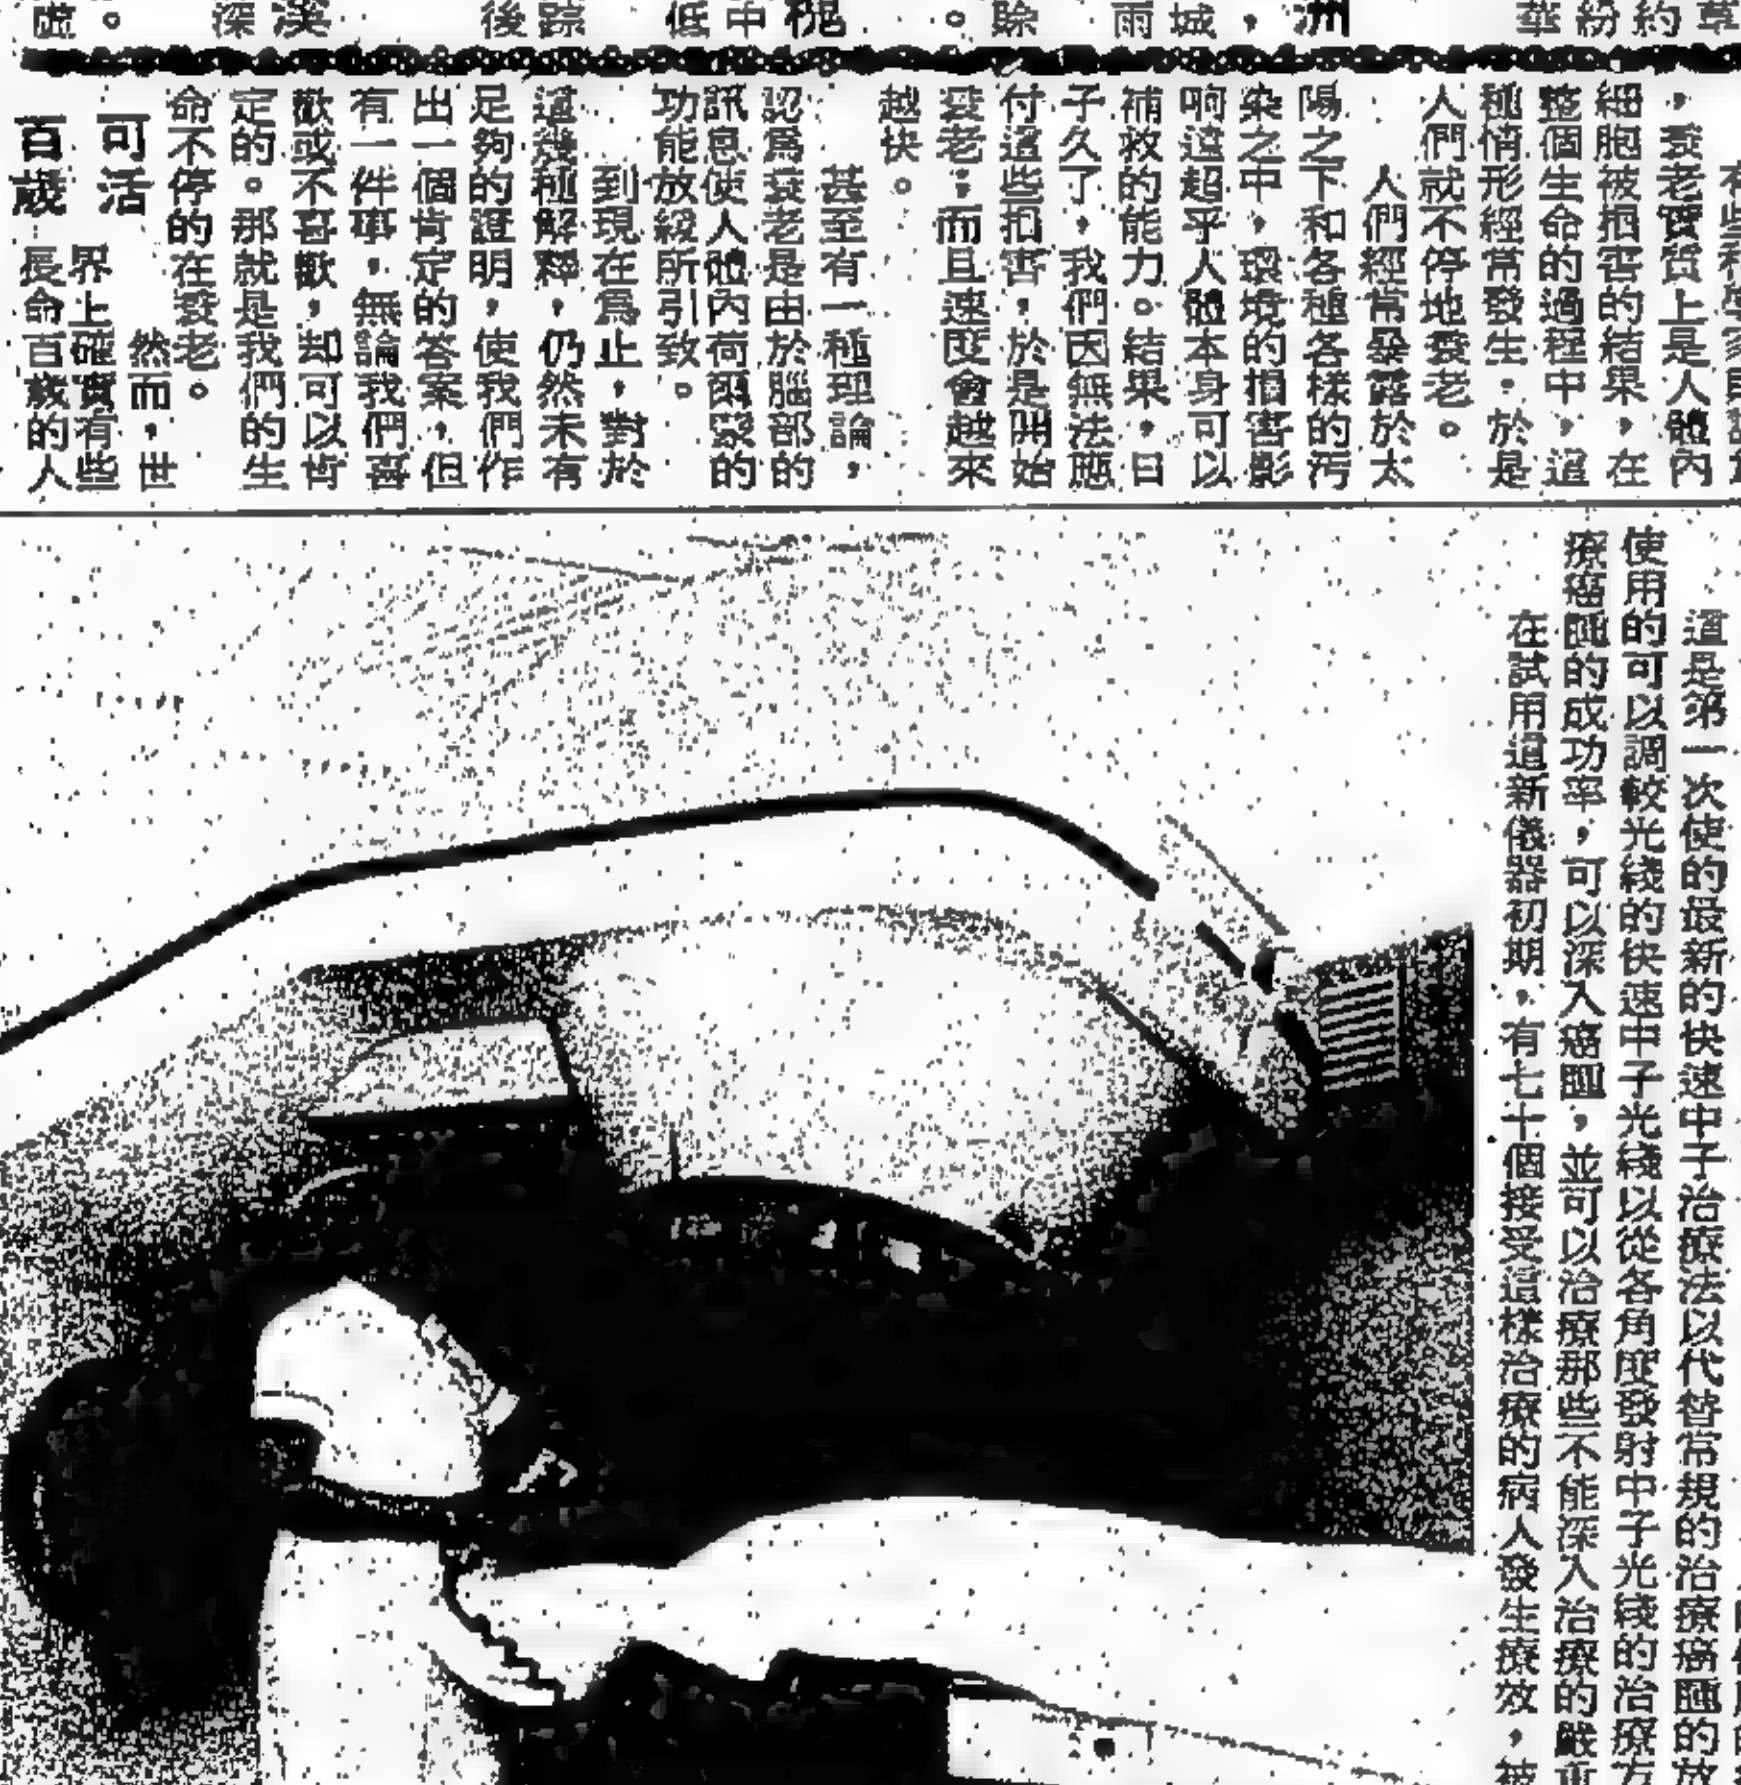 華紛約草
雨城，洲
。賒
低中槐
後踪
深漢
虛。
，衰老實質上是人體內
細胞被損害的結果，在
整個生命的過程中，這
種情形經常發生。於是
人們就不停地衰老。
人們經常暴露於太
陽之下和各種各樣的污
染之中，環境的損害影
响這超乎人體本身可以
補救的能力。結果，日
子久了，我們因無法應
付這些損害，於是開始
衰老，而且速度會越來
越快。
甚至有一種理論，
認爲衰老是由於腦部的
訊息使人體內荷爾蒙的
功能放緩所引致。
到現在爲止，對於
這幾種解釋，仍然未有
足夠的證明，使我們作
出一個肯定的答案，但
有一件事，無論我們喜
歡或不喜歡，却可以肯
定的。那就是我們的生
命不停的在衰老。
可活
百歲
然而，世
界上確實有些
長命百歲的人
這是第一次使的最新的快速中子治療法以代替常規的治療癌腫的放
使用的可以調較光綫的快速中子光綫以從各角度發射中子光綫的治療方
療癌腫的成功率，可以深入癌腫，並可以治療那些不能深入治療的嚴重
在試用這新儀器初期，有七十個接受這樣治療的病人發生療效，被